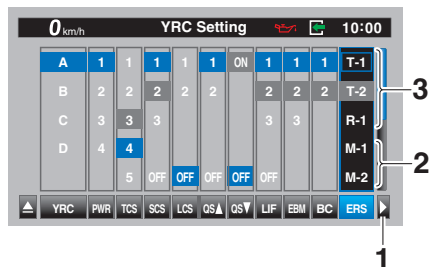 0 km/h YRC Setting 10:00
A 1 1 1 1 1 ON 1 1 1 T-1
B 2 2 2 2 2 2 2 2 T-2
C 3 3 3 3 3 R-1
D 4 4 M-1
5 OFF OFF OFF OFF OFF M-2
YRC PWR TCS SCS LCS QS▲ QS▼ LIF EBM BC ERS
3
2
1